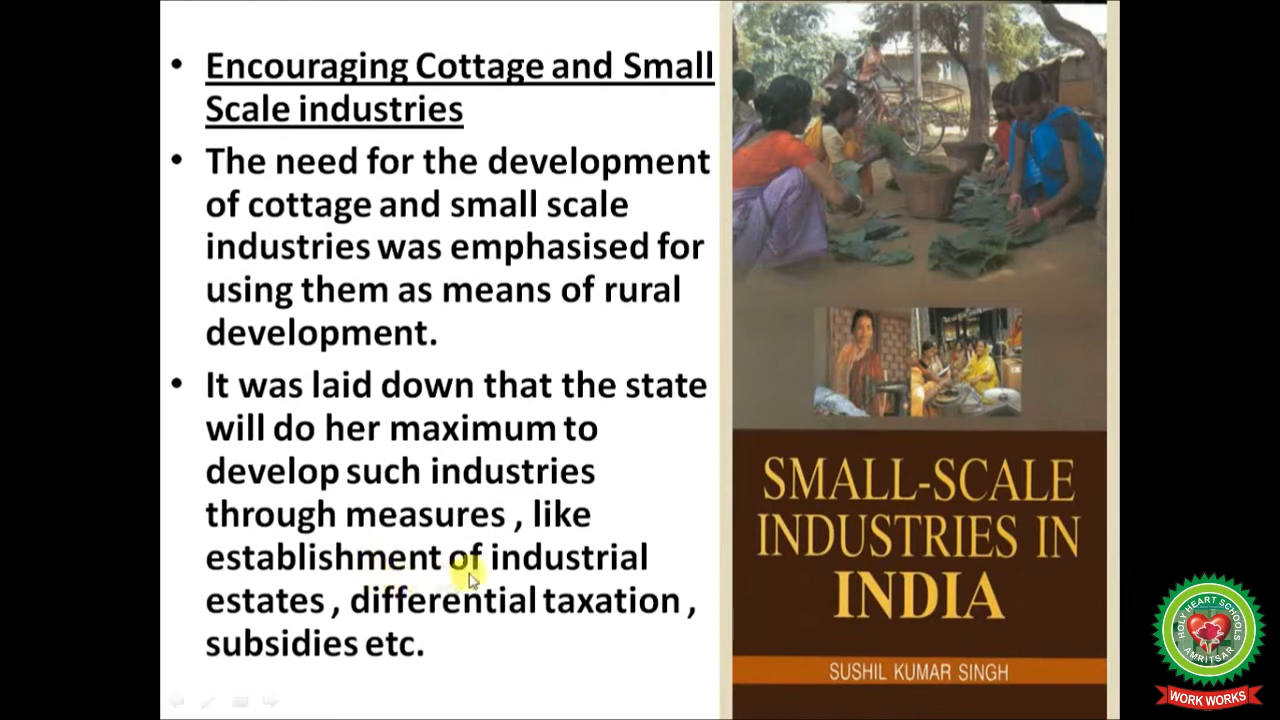 • Encouraging Cottage and Small
Scale industries
• The need for the development
of cottage and small scale
industries was emphasised for
using them as means of rural
development.
• It was laid down that the state
will do her maximum to
develop such industries
through measures , like
establishment of industrial
estates , differential taxation ,
subsidies etc.
SMALL-SCALE
INDUSTRIES IN
INDIA
SUSHIL KUMAR SINGH
HOLY HEART SCHOOLS
AMRITSAR
WORK WORKS